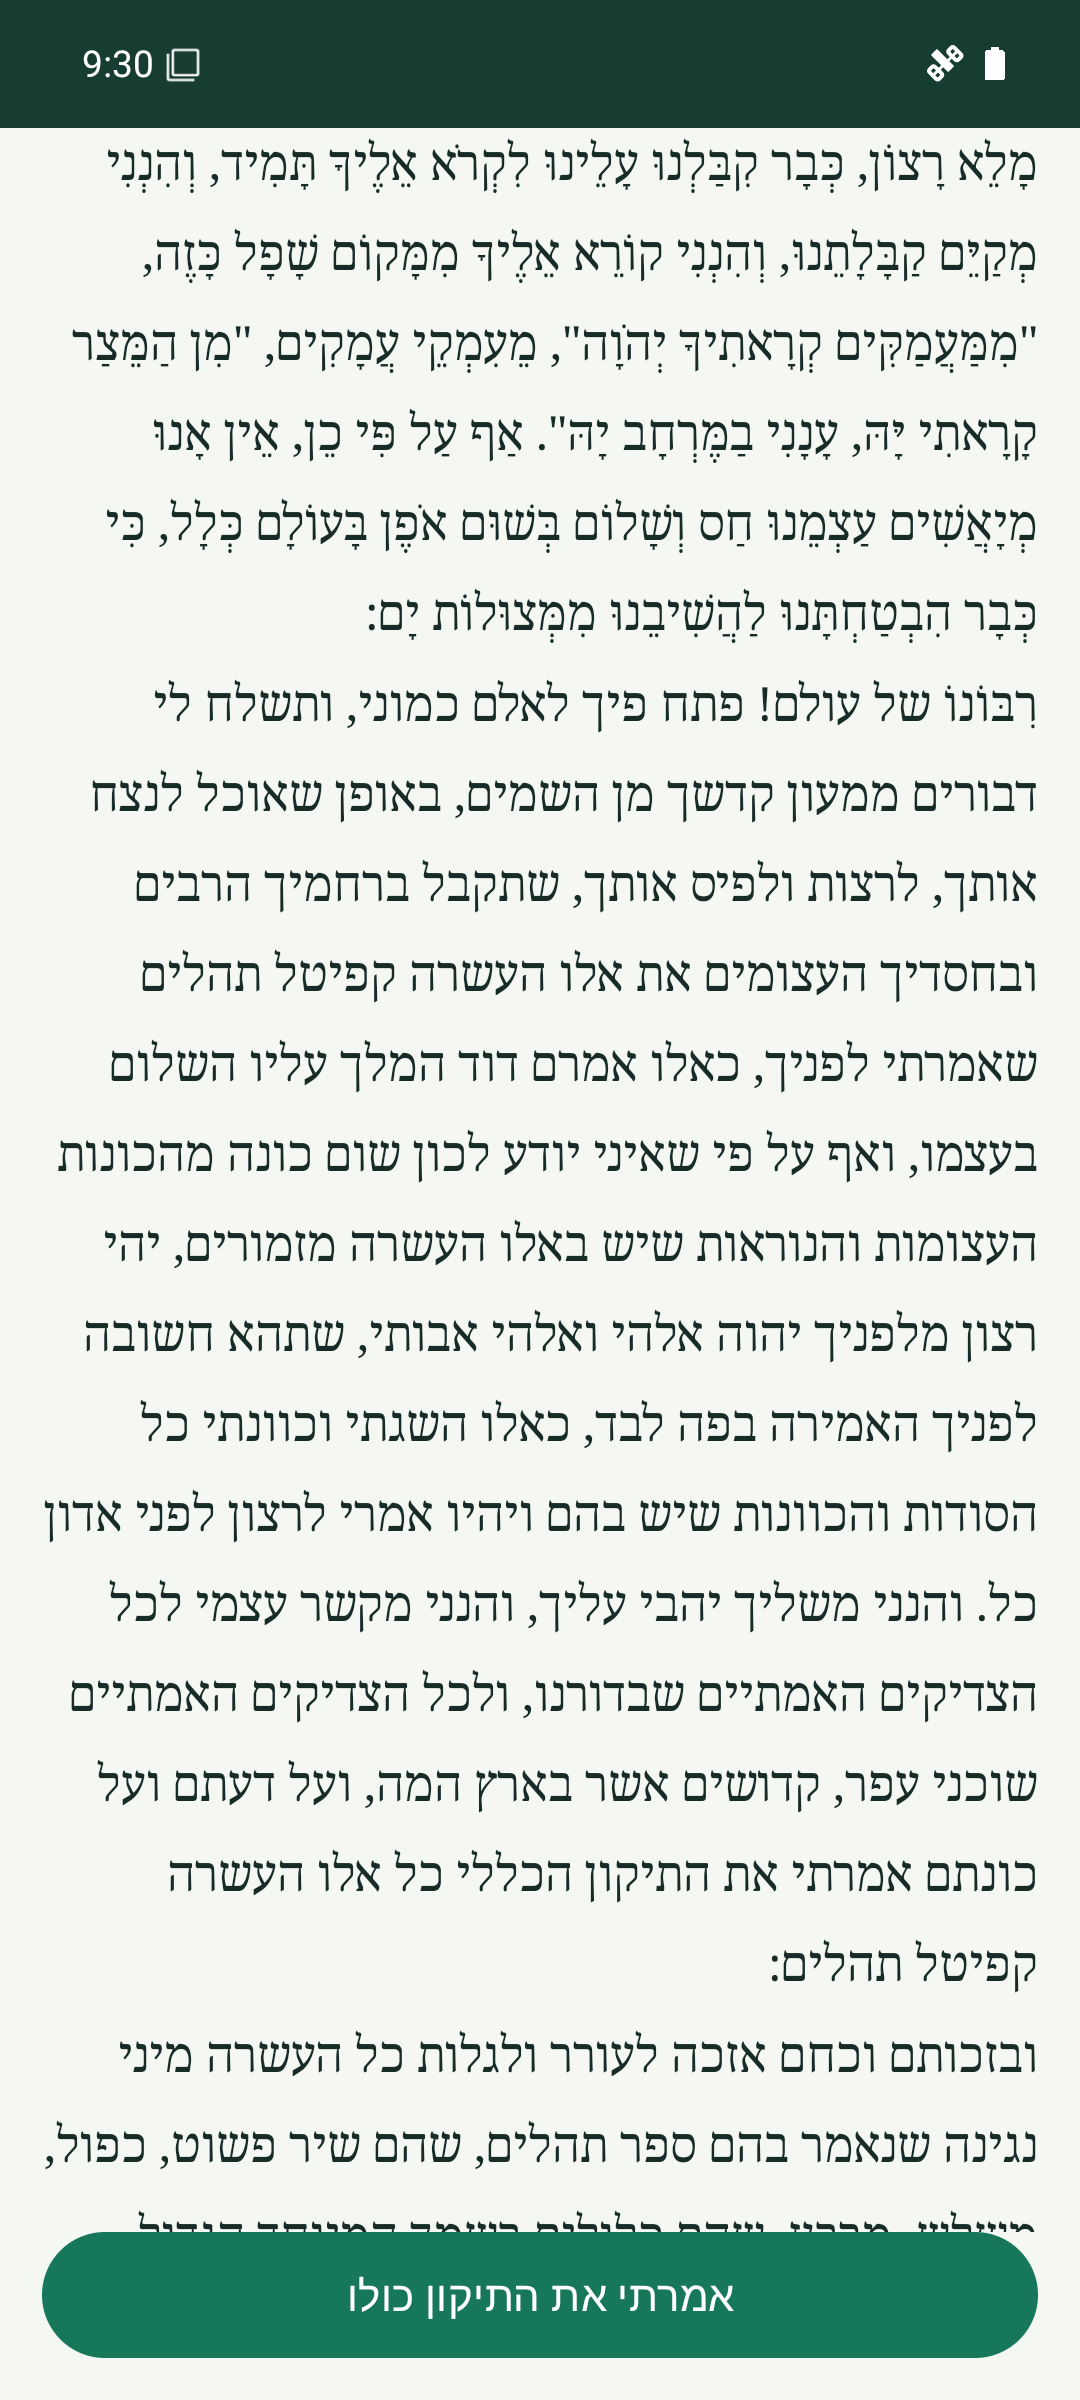 9:30
מָלֵא רָצוֹן, כְּבָר קִבַּלְנוּ עָלֵינוּ לִקְרֹא אֵלֶיךָ תָּמִיד, וְהִנְנִי
מְקַיֵּם קַבָּלָתֵנוּ, וְהִנְנִי קוֹרֵא אֵלֶיךָ מִמָּקוֹם שָׁפָל כָּזֶה,
"מִמַּעֲמַקִּים קְרָאתִיךָ יְהֹוָה", מֵעִמְקֵי עֲמָקִים, "מִן הַמֵּצַר
קָרָאתִי יָּהּ, עָנָנִי בַמֶּרְחָב יָהּ". אַף עַל פִּי כֵן, אֵין אָנוּ
מְיָאֲשִׁים עַצְמֵנוּ חַס וְשָׁלוֹם בְּשׁוּם אֹפֶן בָּעוֹלָם כְּלָל, כִּי
כְּבָר הִבְטַחְתָּנוּ לַהֲשִׁיבֵנוּ מִמְּצוּלוֹת יָם:
רִבּוֹנוֹ של עולם! פתח פיך לאלם כמוני, ותשלח לי
דבורים ממעון קדשך מן השמים, באופן שאוכל לנצח
אותך, לרצות ולפיס אותך, שתקבל ברחמיך הרבים
ובחסדיך העצומים את אלו העשרה קפיטל תהלים
שאמרתי לפניך, כאלו אמרם דוד המלך עליו השלום
בעצמו, ואף על פי שאיני יודע לכון שום כונה מהכונות
העצומות והנוראות שיש באלו העשרה מזמורים, יהי
רצון מלפניך יהוה אלהי ואלהי אבותי, שתהא חשובה
לפניך האמירה בפה לבד, כאלו השגתי וכוונתי כל
הסודות והכוונות שיש בהם ויהיו אמרי לרצון לפני אדון
כל. והנני משליך יהבי עליך, והנני מקשר עצמי לכל
הצדיקים האמתיים שבדורנו, ולכל הצדיקים האמתיים
שוכני עפר, קדושים אשר בארץ המה, ועל דעתם ועל
כונתם אמרתי את התיקון הכללי כל אלו העשרה
קפיטל תהלים:
ובזכותם וכחם אזכה לעורר ולגלות כל העשרה מיני
נגינה שנאמר בהם ספר תהלים, שהם שיר פשוט, כפול,
אמרתי את התיקון כולו